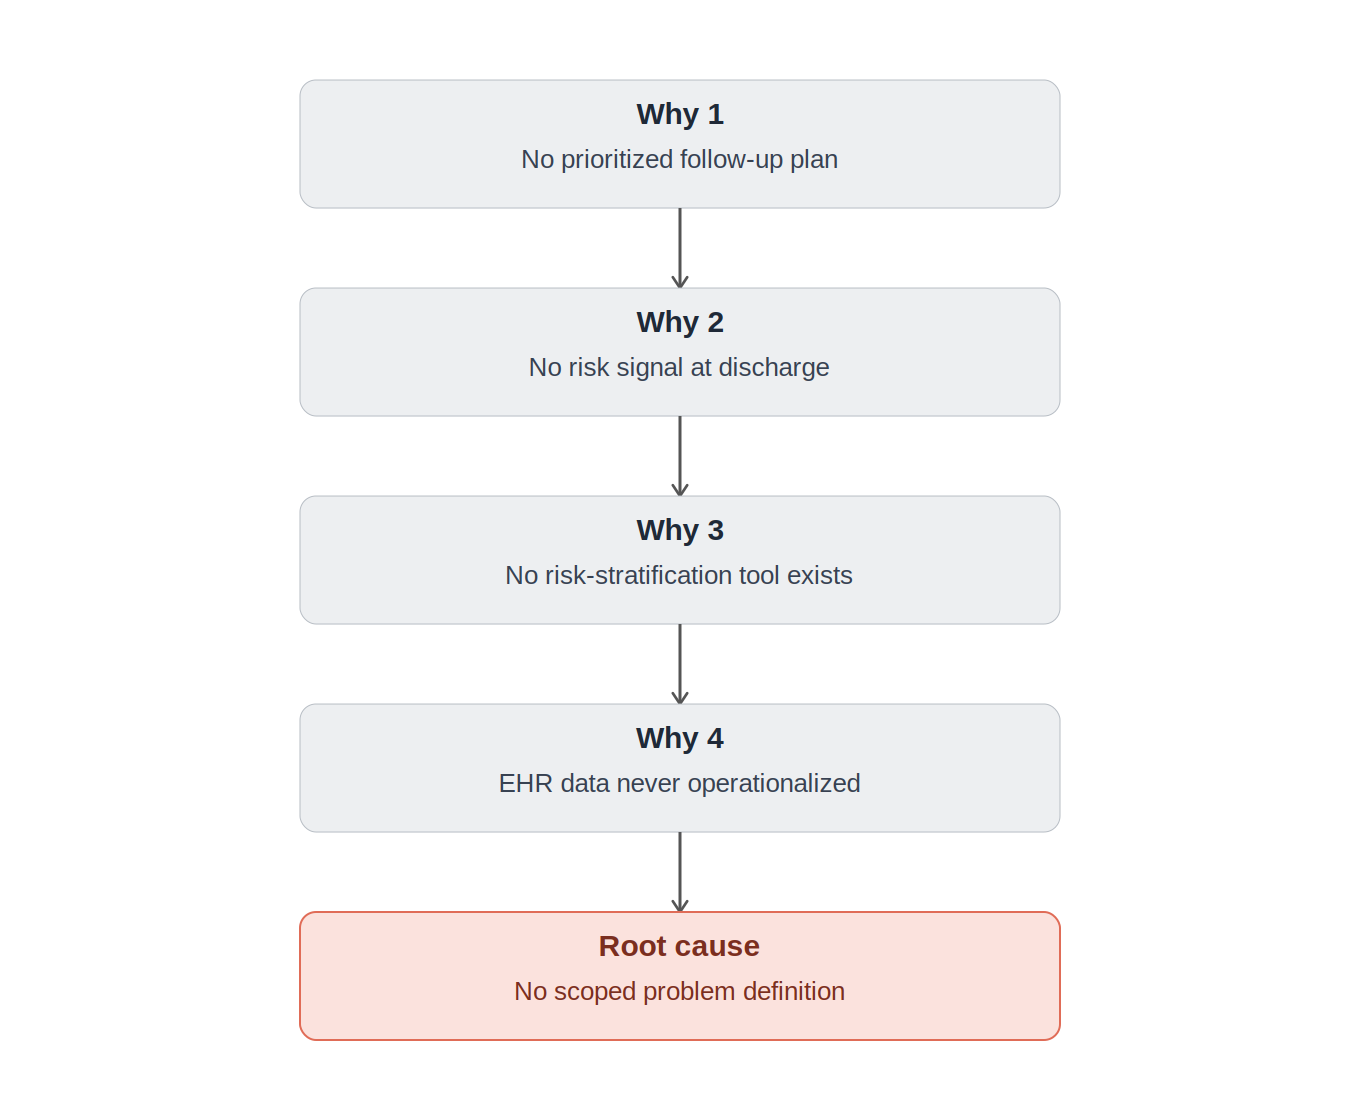 Why 1
No prioritized follow-up plan
Why 2
No risk signal at discharge
Why 3
No risk-stratification tool exists
Why 4
EHR data never operationalized
Root cause
No scoped problem definition